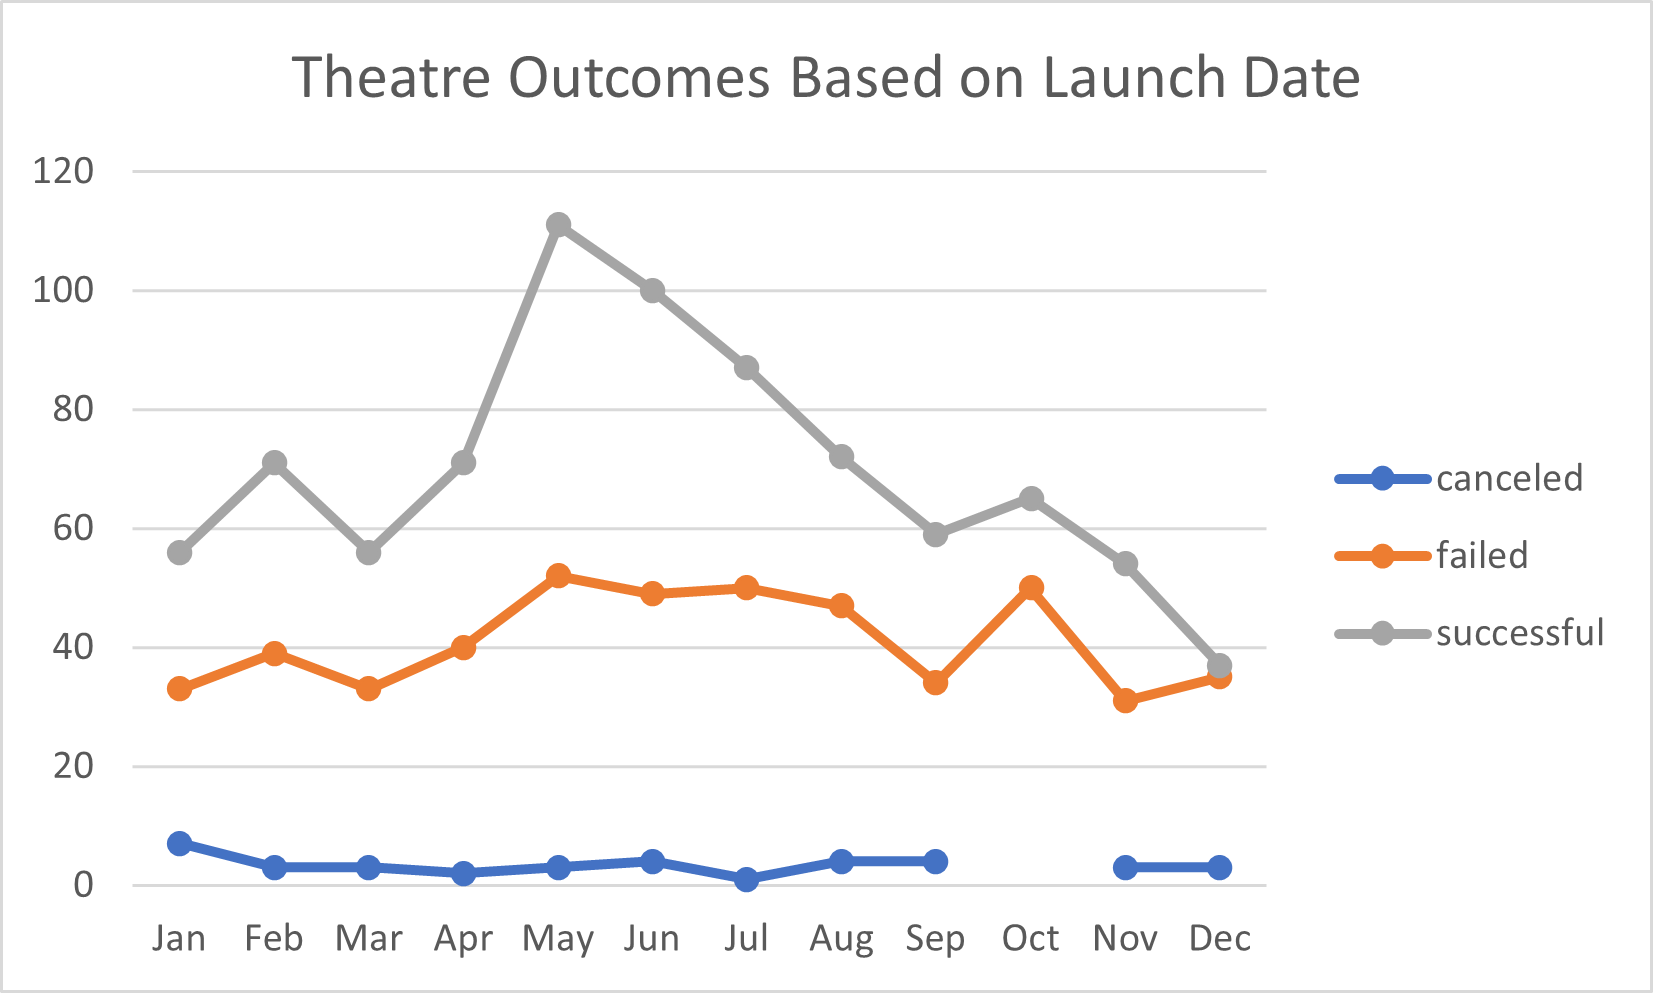 Theatre Outcomes Based on Launch Date
120
100
80
60
40
20
0
Jan Feb Mar Apr May Jun Jul Aug Sep Oct Nov Dec
canceled
failed
successful